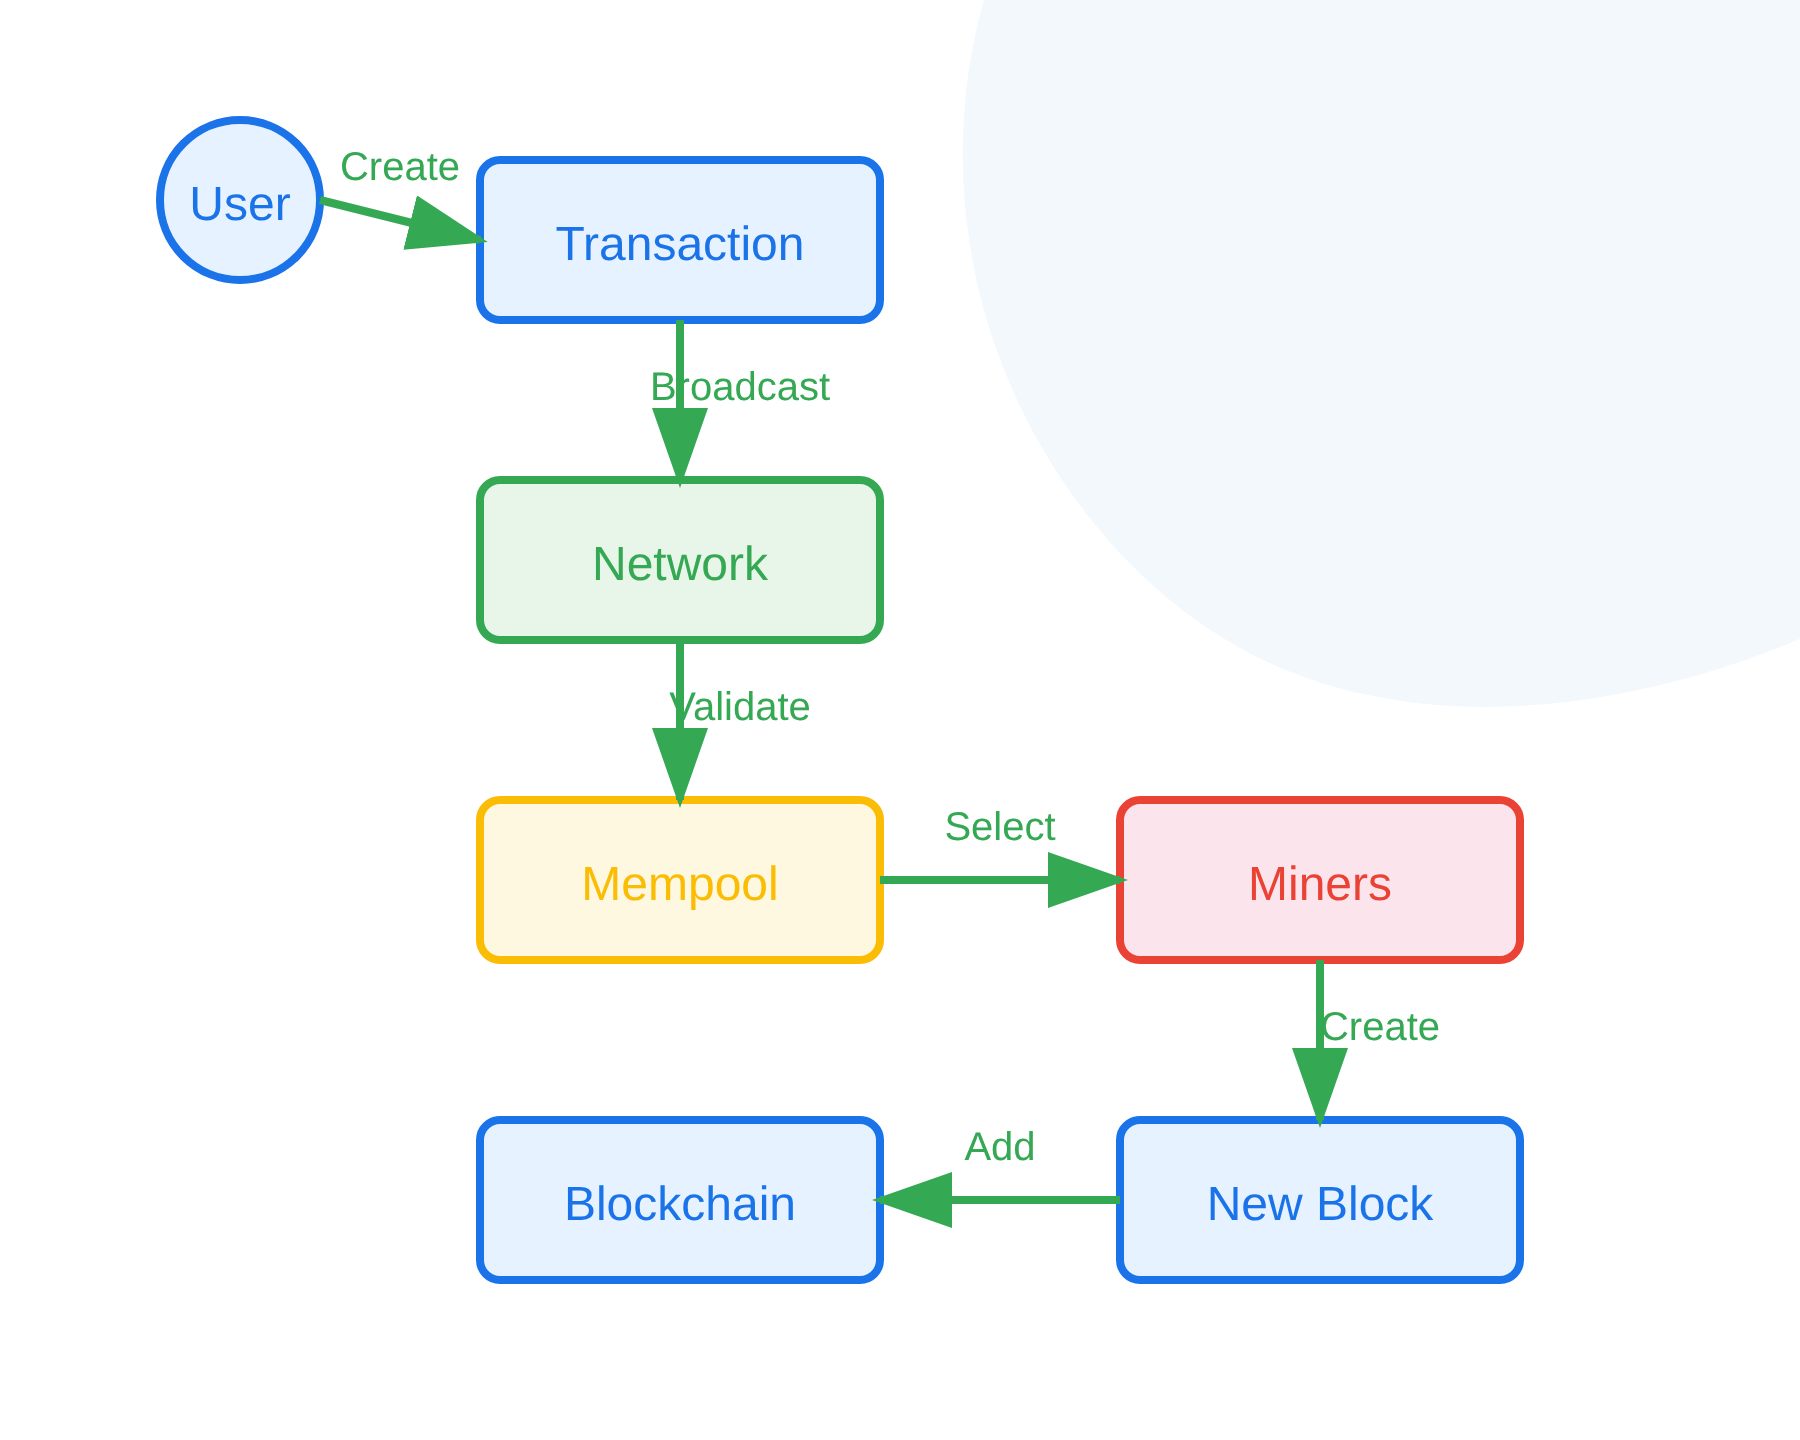 User
Create
Transaction
Broadcast
Network
Validate
Mempool
Select
Miners
Create
Blockchain
Add
New Block